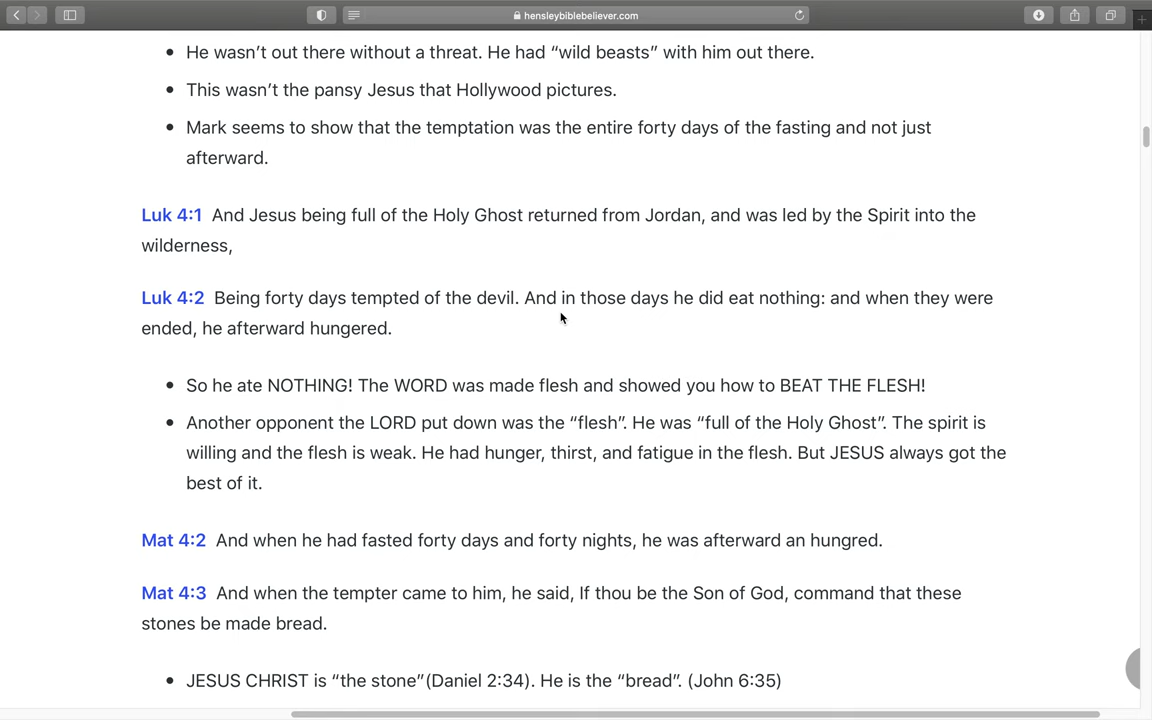 hensleybiblebeliever.com
• He wasn’t out there without a threat. He had “wild beasts” with him out there.
• This wasn’t the pansy Jesus that Hollywood pictures.
• Mark seems to show that the temptation was the entire forty days of the fasting and not just
afterward.
Luk 4:1 And Jesus being full of the Holy Ghost returned from Jordan, and was led by the Spirit into the
wilderness,
Luk 4:2 Being forty days tempted of the devil. And in those days he did eat nothing: and when they were
ended, he afterward hungered.
• So he ate NOTHING! The WORD was made flesh and showed you how to BEAT THE FLESH!
• Another opponent the LORD put down was the “flesh”. He was “full of the Holy Ghost”. The spirit is
willing and the flesh is weak. He had hunger, thirst, and fatigue in the flesh. But JESUS always got the
best of it.
Mat 4:2 And when he had fasted forty days and forty nights, he was afterward an hungred.
Mat 4:3 And when the tempter came to him, he said, If thou be the Son of God, command that these
stones be made bread.
• JESUS CHRIST is “the stone”(Daniel 2:34). He is the “bread”. (John 6:35)